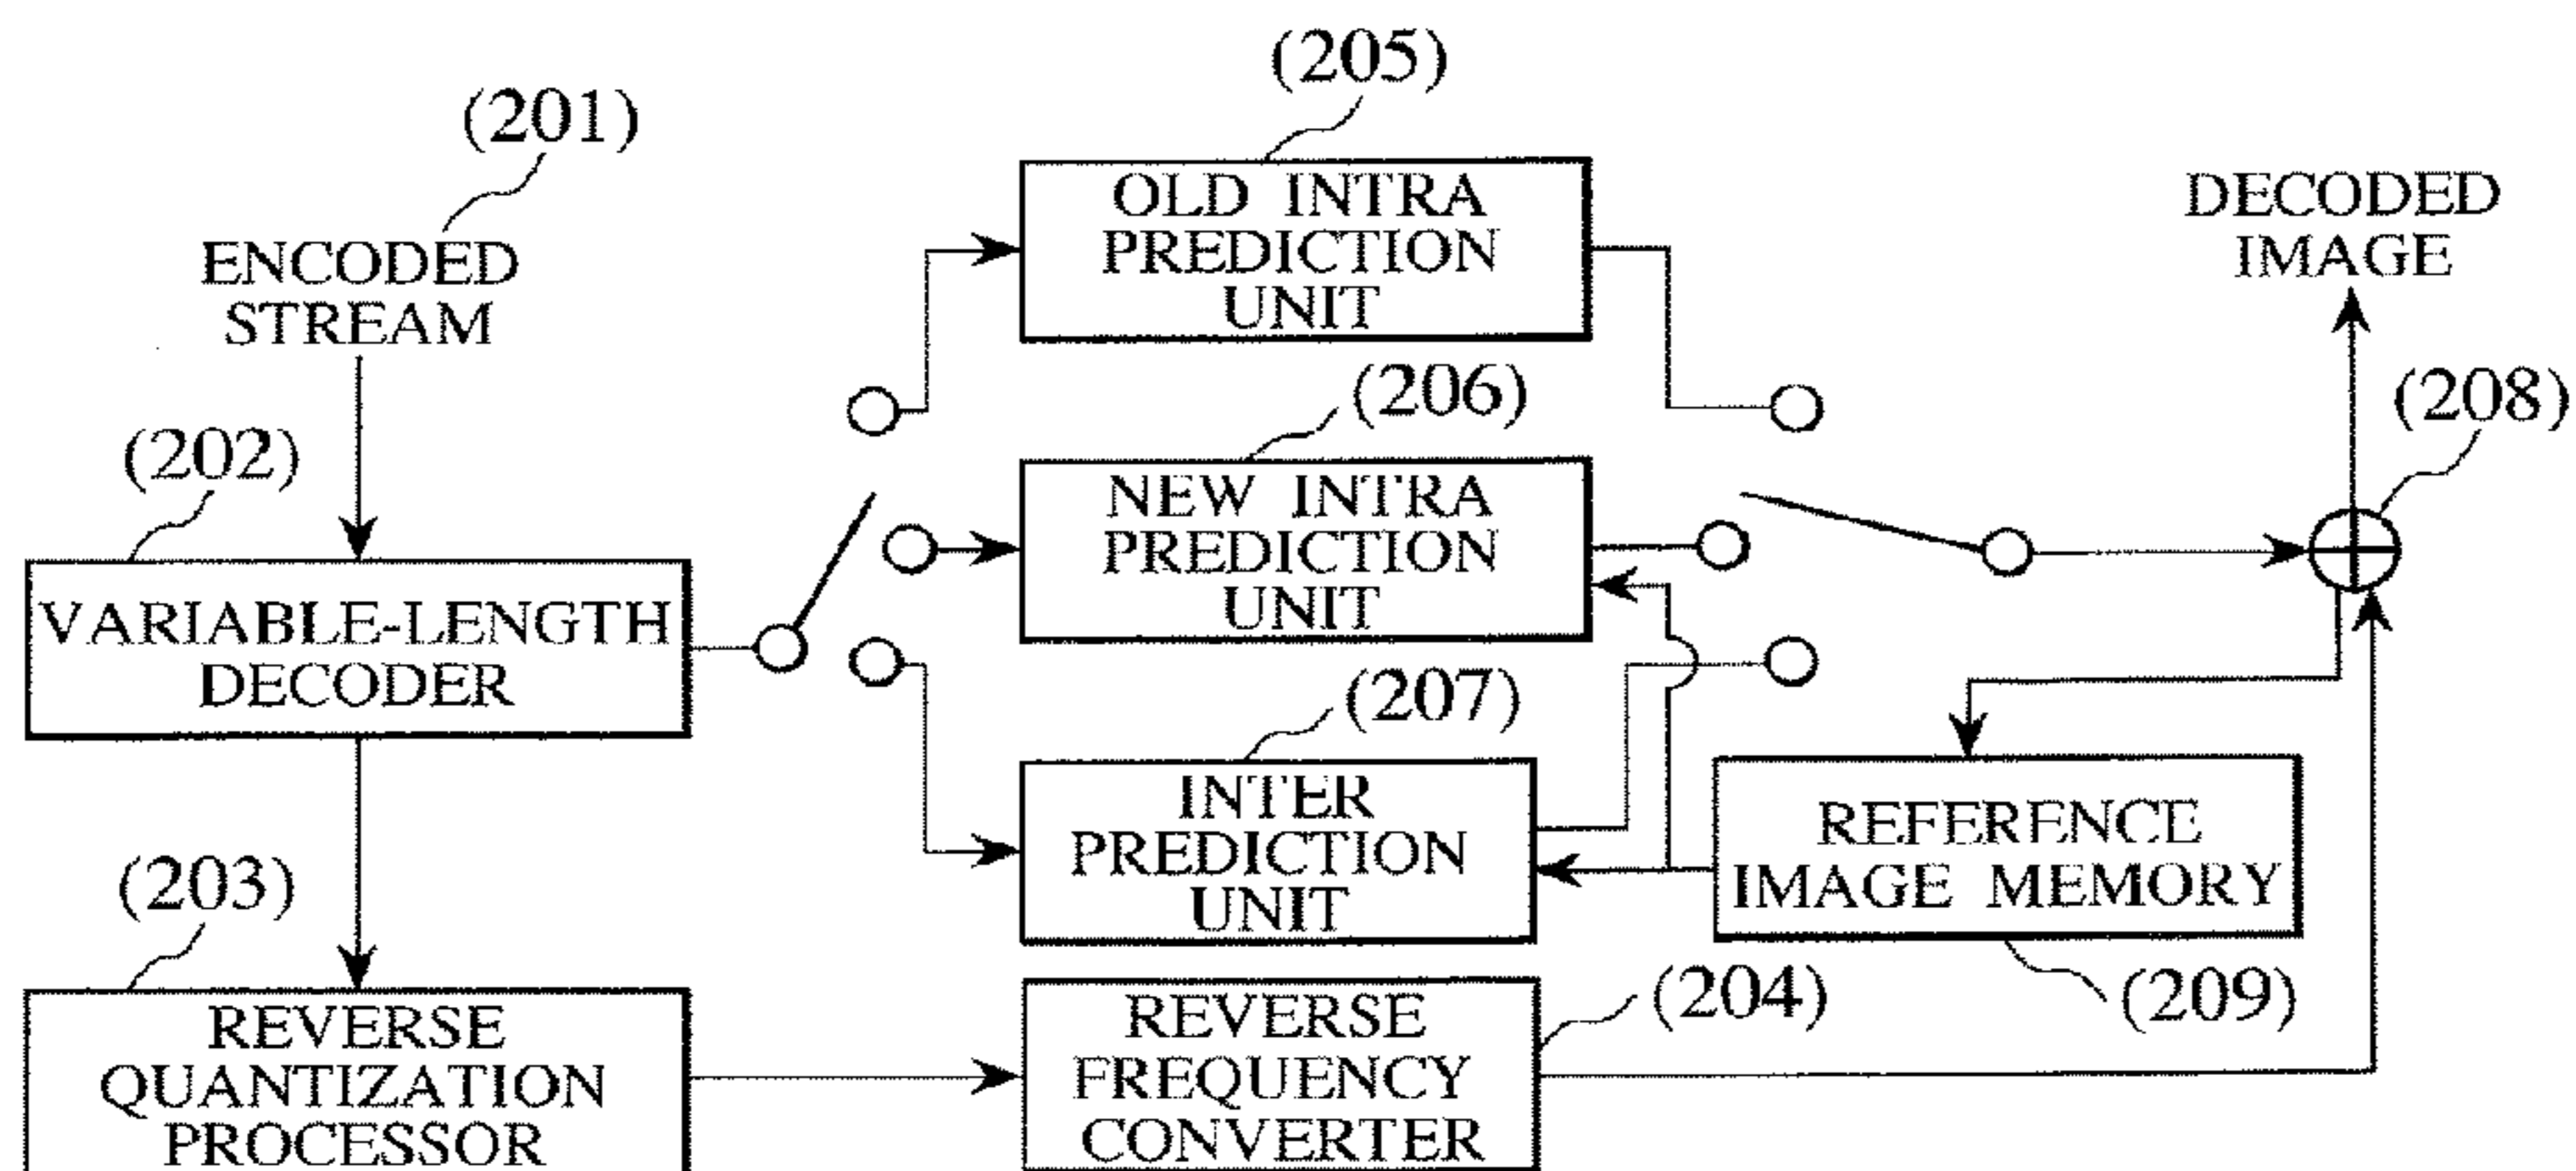 (205)
(201)
OLD INTRA
PREDICTION
UNIT
DECODED
IMAGE
ENCODED
STREAM
(206)
(208)
(202)
NEW INTRA
PREDICTION
UNIT
VARIABLE-LENGTH
DECODER
(207)
INTER
PREDICTION
UNIT
REFERENCE
IMAGE MEMORY
(203)
(204)
(209)
REVERSE
QUANTIZATION
PROCESSOR
REVERSE
FREQUENCY
CONVERTER